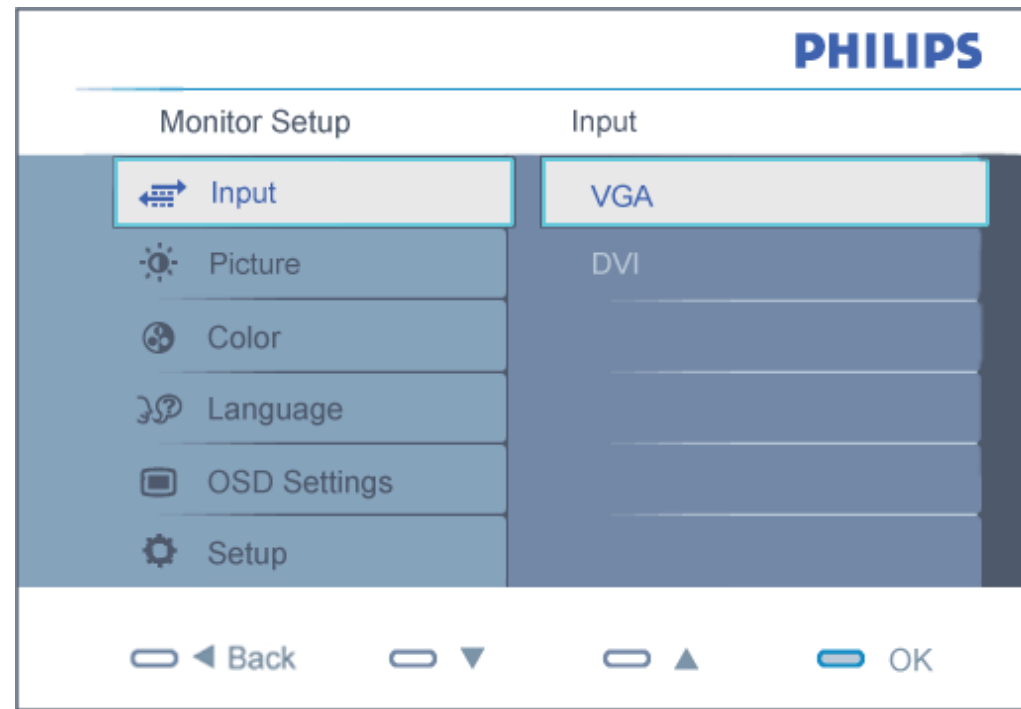 PHILIPS
Monitor Setup Input
Input VGA
Picture DVI
Color
Language
OSD Settings
Setup
Back OK